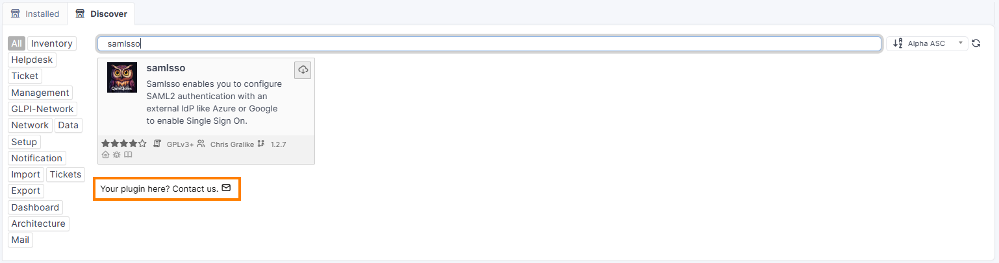 Installed
Discover
All
Inventory
Helpdesk
Ticket
Management
GLPI-Network
Network
Data
Setup
Notification
Import
Tickets
Export
Dashboard
Architecture
Mail
samlsso
Alpha ASC
samlsso
Samlsso enables you to configure
SAML2 authentication with an
external IdP like Azure or Google
to enable Single Sign On.
QuinQuies
GPLv3+
Chris Gralike
1.2.7
Your plugin here? Contact us.